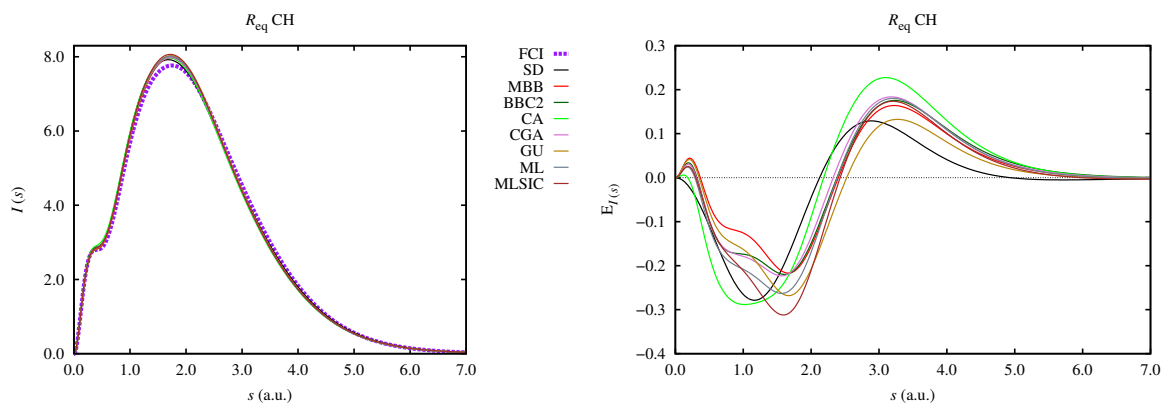 R_eq CH
I (s)
8.0
6.0
4.0
2.0
0.0
0.0 1.0 2.0 3.0 4.0 5.0 6.0 7.0
s (a.u.)
FCI
SD
MBB
BBC2
CA
CGA
GU
ML
MLSIC
R_eq CH
E_I (s)
0.3
0.2
0.1
0.0
−0.1
−0.2
−0.3
−0.4
0.0 1.0 2.0 3.0 4.0 5.0 6.0 7.0
s (a.u.)